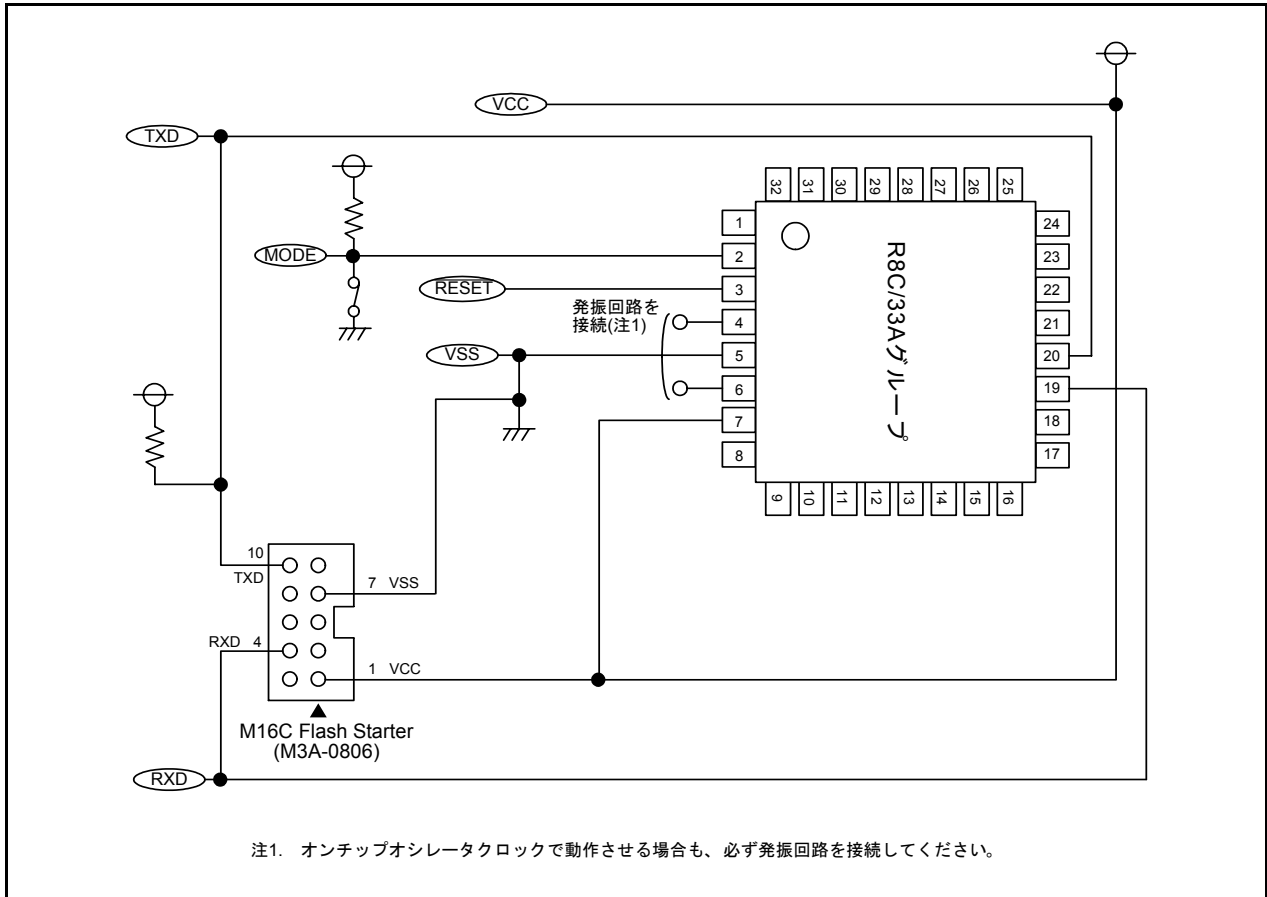 VCC
TXD
MODE
RESET
発振回路を
接続(注1)
VSS
32 31 30 29 28 27 26 25
1
2
3
4
5
6
7
8
R8C/33Aグループ
24
23
22
21
20
19
18
17
9 10 11 12 13 14 15 16
10
TXD
7 VSS
RXD 4
1 VCC
M16C Flash Starter
(M3A-0806)
RXD
注1. オンチップオシレータクロックで動作させる場合も、必ず発振回路を接続してください。